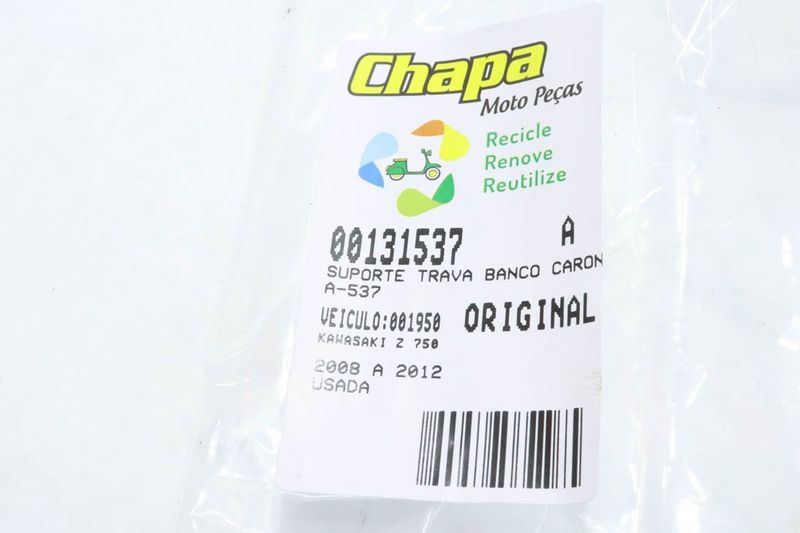 Chapa
Moto Peças
Recicle
Renove
Reutilize
00131537 A
SUPORTE TRAVA BANCO CARON
A-537
VEICULO:001950 ORIGINAL
KAWASAKI Z 750
2008 A 2012
USADA